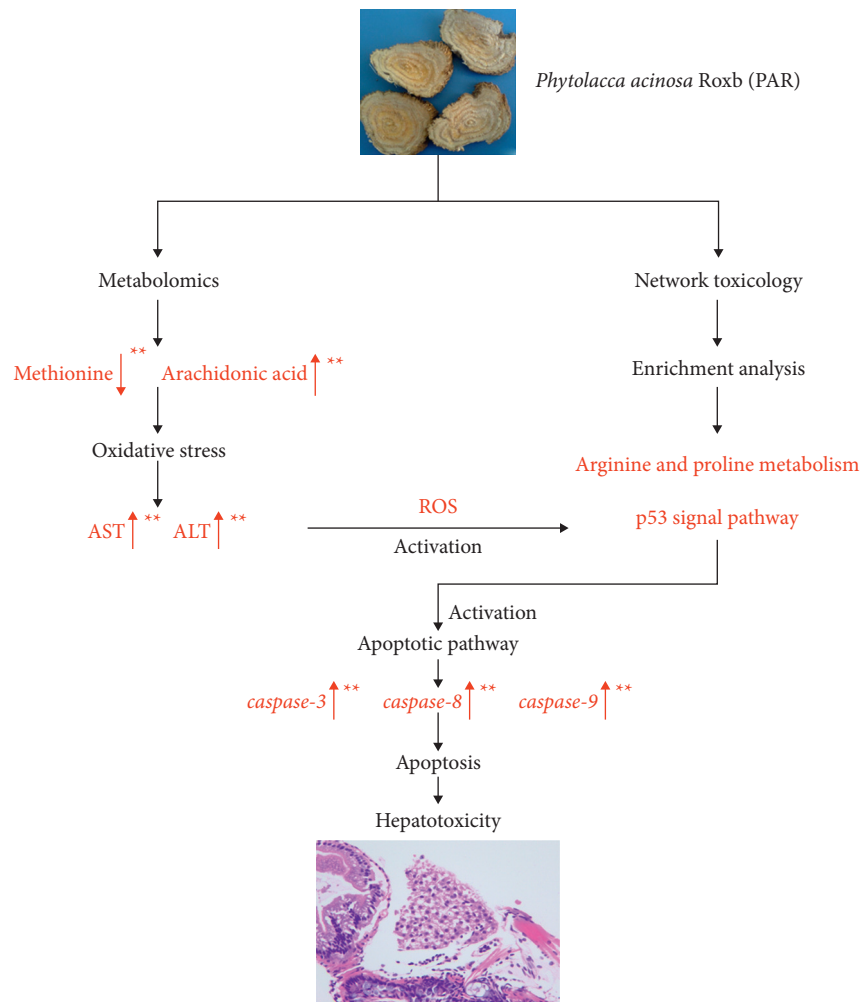 Phytolacca acinosa Roxb (PAR)
Metabolomics
Network toxicology
Methionine ** Arachidonic acid **
Enrichment analysis
Oxidative stress
Arginine and proline metabolism
AST ** ALT **
ROS
p53 signal pathway
Activation
Activation
Apoptotic pathway
caspase-3 ** caspase-8 ** caspase-9 **
Apoptosis
Hepatotoxicity